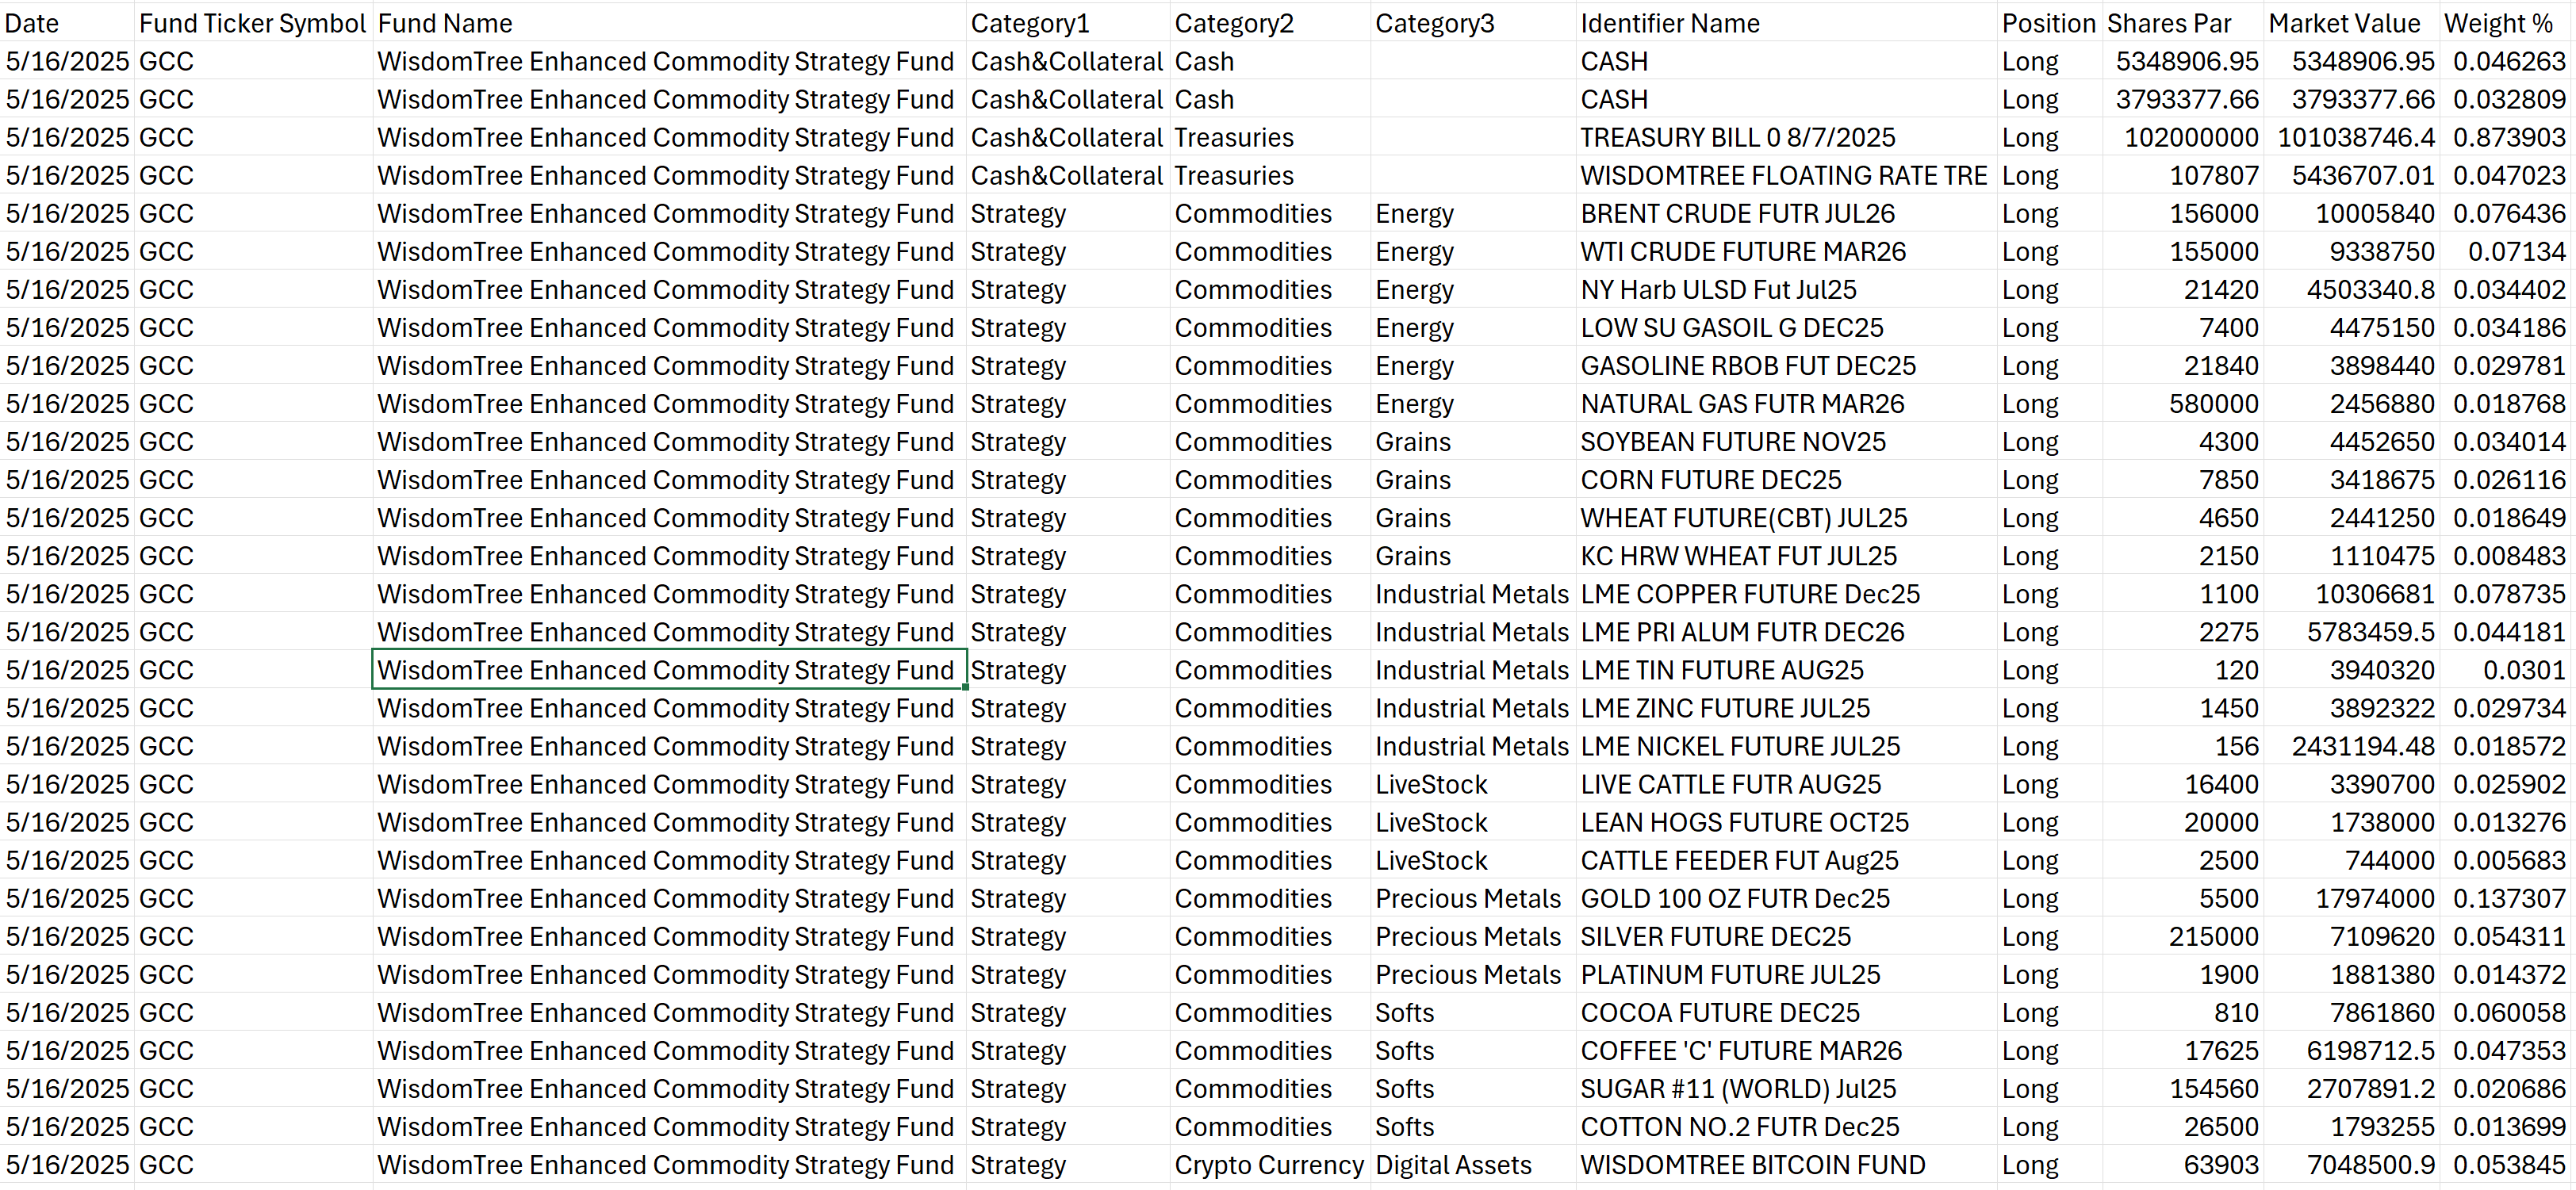 Date Fund Ticker Symbol Fund Name Category1 Category2 Category3 Identifier Name Position Shares Par Market Value Weight %
5/16/2025 GCC WisdomTree Enhanced Commodity Strategy Fund Cash&Collateral Cash CASH Long 5348906.95 5348906.95 0.046263
5/16/2025 GCC WisdomTree Enhanced Commodity Strategy Fund Cash&Collateral Cash CASH Long 3793377.66 3793377.66 0.032809
5/16/2025 GCC WisdomTree Enhanced Commodity Strategy Fund Cash&Collateral Treasuries TREASURY BILL 0 8/7/2025 Long 102000000 101038746.4 0.873903
5/16/2025 GCC WisdomTree Enhanced Commodity Strategy Fund Cash&Collateral Treasuries WISDOMTREE FLOATING RATE TRE Long 107807 5436707.01 0.047023
5/16/2025 GCC WisdomTree Enhanced Commodity Strategy Fund Strategy Commodities Energy BRENT CRUDE FUTR JUL26 Long 156000 10005840 0.076436
5/16/2025 GCC WisdomTree Enhanced Commodity Strategy Fund Strategy Commodities Energy WTI CRUDE FUTURE MAR26 Long 155000 9338750 0.07134
5/16/2025 GCC WisdomTree Enhanced Commodity Strategy Fund Strategy Commodities Energy NY Harb ULSD Fut Jul25 Long 21420 4503340.8 0.034402
5/16/2025 GCC WisdomTree Enhanced Commodity Strategy Fund Strategy Commodities Energy LOW SU GASOIL G DEC25 Long 7400 4475150 0.034186
5/16/2025 GCC WisdomTree Enhanced Commodity Strategy Fund Strategy Commodities Energy GASOLINE RBOB FUT DEC25 Long 21840 3898440 0.029781
5/16/2025 GCC WisdomTree Enhanced Commodity Strategy Fund Strategy Commodities Energy NATURAL GAS FUTR MAR26 Long 580000 2456880 0.018768
5/16/2025 GCC WisdomTree Enhanced Commodity Strategy Fund Strategy Commodities Grains SOYBEAN FUTURE NOV25 Long 4300 4452650 0.034014
5/16/2025 GCC WisdomTree Enhanced Commodity Strategy Fund Strategy Commodities Grains CORN FUTURE DEC25 Long 7850 3418675 0.026116
5/16/2025 GCC WisdomTree Enhanced Commodity Strategy Fund Strategy Commodities Grains WHEAT FUTURE(CBT) JUL25 Long 4650 2441250 0.018649
5/16/2025 GCC WisdomTree Enhanced Commodity Strategy Fund Strategy Commodities Grains KC HRW WHEAT FUT JUL25 Long 2150 1110475 0.008483
5/16/2025 GCC WisdomTree Enhanced Commodity Strategy Fund Strategy Commodities Industrial Metals LME COPPER FUTURE Dec25 Long 1100 10306681 0.078735
5/16/2025 GCC WisdomTree Enhanced Commodity Strategy Fund Strategy Commodities Industrial Metals LME PRI ALUM FUTR DEC26 Long 2275 5783459.5 0.044181
5/16/2025 GCC WisdomTree Enhanced Commodity Strategy Fund Strategy Commodities Industrial Metals LME TIN FUTURE AUG25 Long 120 3940320 0.0301
5/16/2025 GCC WisdomTree Enhanced Commodity Strategy Fund Strategy Commodities Industrial Metals LME ZINC FUTURE JUL25 Long 1450 3892322 0.029734
5/16/2025 GCC WisdomTree Enhanced Commodity Strategy Fund Strategy Commodities Industrial Metals LME NICKEL FUTURE JUL25 Long 156 2431194.48 0.018572
5/16/2025 GCC WisdomTree Enhanced Commodity Strategy Fund Strategy Commodities LiveStock LIVE CATTLE FUTR AUG25 Long 16400 3390700 0.025902
5/16/2025 GCC WisdomTree Enhanced Commodity Strategy Fund Strategy Commodities LiveStock LEAN HOGS FUTURE OCT25 Long 20000 1738000 0.013276
5/16/2025 GCC WisdomTree Enhanced Commodity Strategy Fund Strategy Commodities LiveStock CATTLE FEEDER FUT Aug25 Long 2500 744000 0.005683
5/16/2025 GCC WisdomTree Enhanced Commodity Strategy Fund Strategy Commodities Precious Metals GOLD 100 OZ FUTR Dec25 Long 5500 17974000 0.137307
5/16/2025 GCC WisdomTree Enhanced Commodity Strategy Fund Strategy Commodities Precious Metals SILVER FUTURE DEC25 Long 215000 7109620 0.054311
5/16/2025 GCC WisdomTree Enhanced Commodity Strategy Fund Strategy Commodities Precious Metals PLATINUM FUTURE JUL25 Long 1900 1881380 0.014372
5/16/2025 GCC WisdomTree Enhanced Commodity Strategy Fund Strategy Commodities Softs COCOA FUTURE DEC25 Long 810 7861860 0.060058
5/16/2025 GCC WisdomTree Enhanced Commodity Strategy Fund Strategy Commodities Softs COFFEE 'C' FUTURE MAR26 Long 17625 6198712.5 0.047353
5/16/2025 GCC WisdomTree Enhanced Commodity Strategy Fund Strategy Commodities Softs SUGAR #11 (WORLD) Jul25 Long 154560 2707891.2 0.020686
5/16/2025 GCC WisdomTree Enhanced Commodity Strategy Fund Strategy Commodities Softs COTTON NO.2 FUTR Dec25 Long 26500 1793255 0.013699
5/16/2025 GCC WisdomTree Enhanced Commodity Strategy Fund Strategy Crypto Currency Digital Assets WISDOMTREE BITCOIN FUND Long 63903 7048500.9 0.053845